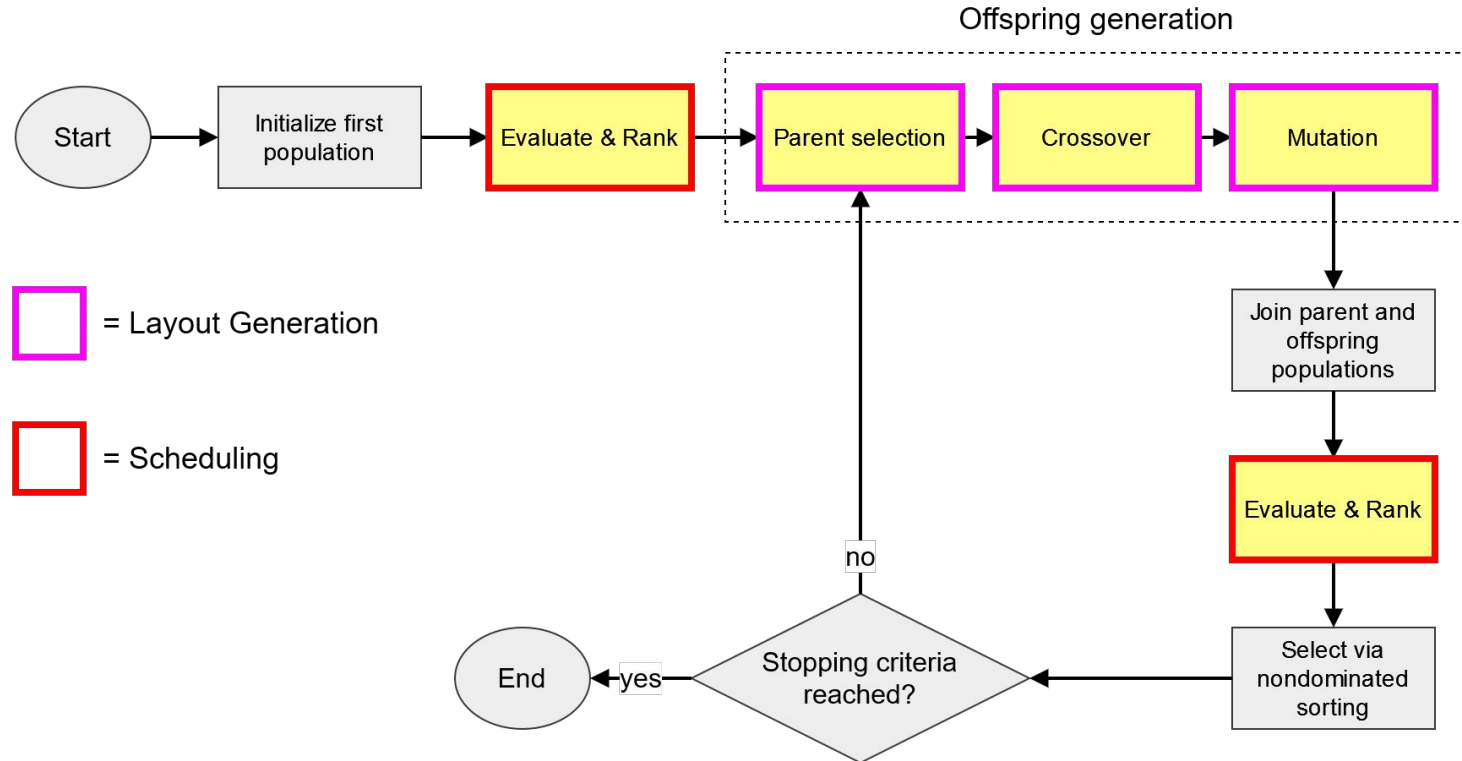 Offspring generation
Start
Initialize first
population
Evaluate & Rank
Parent selection
Crossover
Mutation
= Layout Generation
= Scheduling
Join parent and
offspring
populations
Evaluate & Rank
Select via
nondominated
sorting
Stopping criteria
reached?
no
yes
End